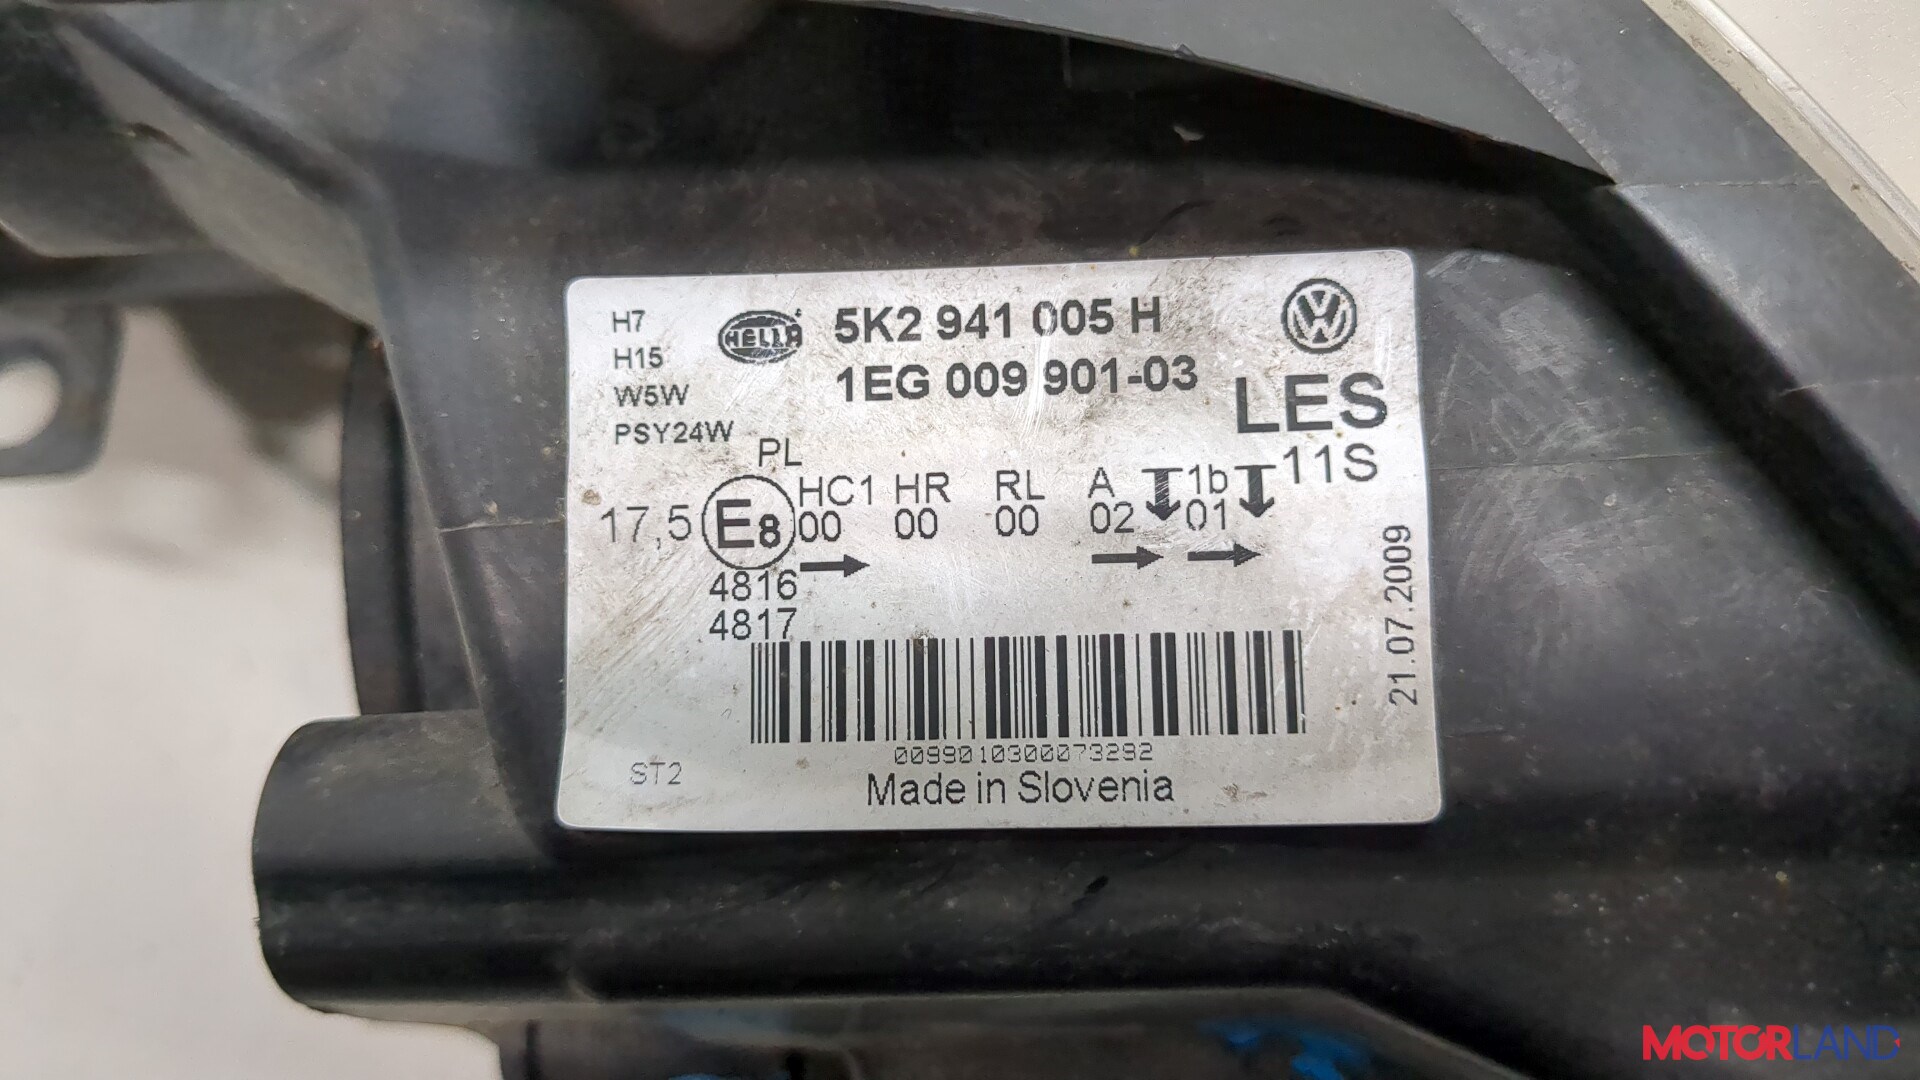 H7
H15
W5W
PSY24W
HELLA
5K2 941 005 H
1EG 009 901-03
LES
11S
PL
17,5 E8 HC1 HR RL A 1b
00 00 00 02 01
4816
4817
21.07.2009
0099010300073292
ST2
Made in Slovenia
MOTORLAND